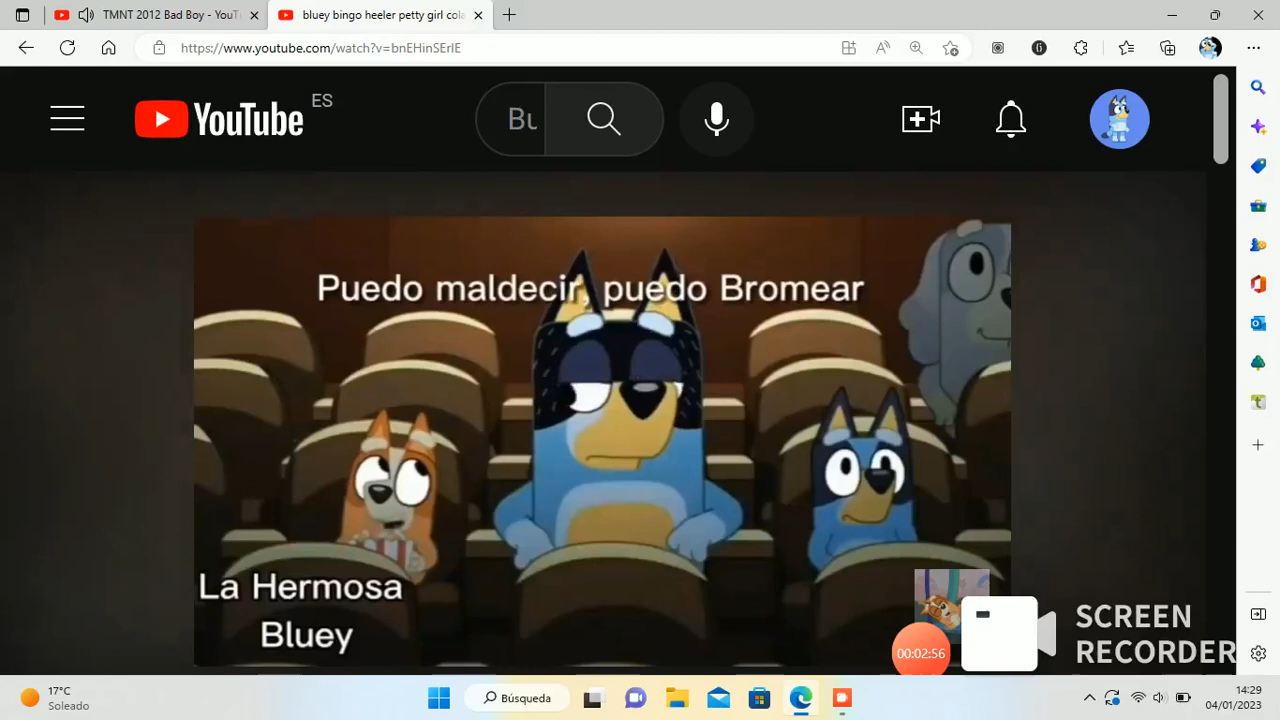 TMNT 2012 Bad Boy - YouT
bluey bingo heeler petty girl cola
https://www.youtube.com/watch?v=bnEHinSErlE
YouTube ES
Bu
Puedo maldecir, puedo Bromear
La Hermosa
Bluey
00:02:56
SCREEN
RECORDER
17°C
Soleado
Búsqueda
14:29
04/01/2023